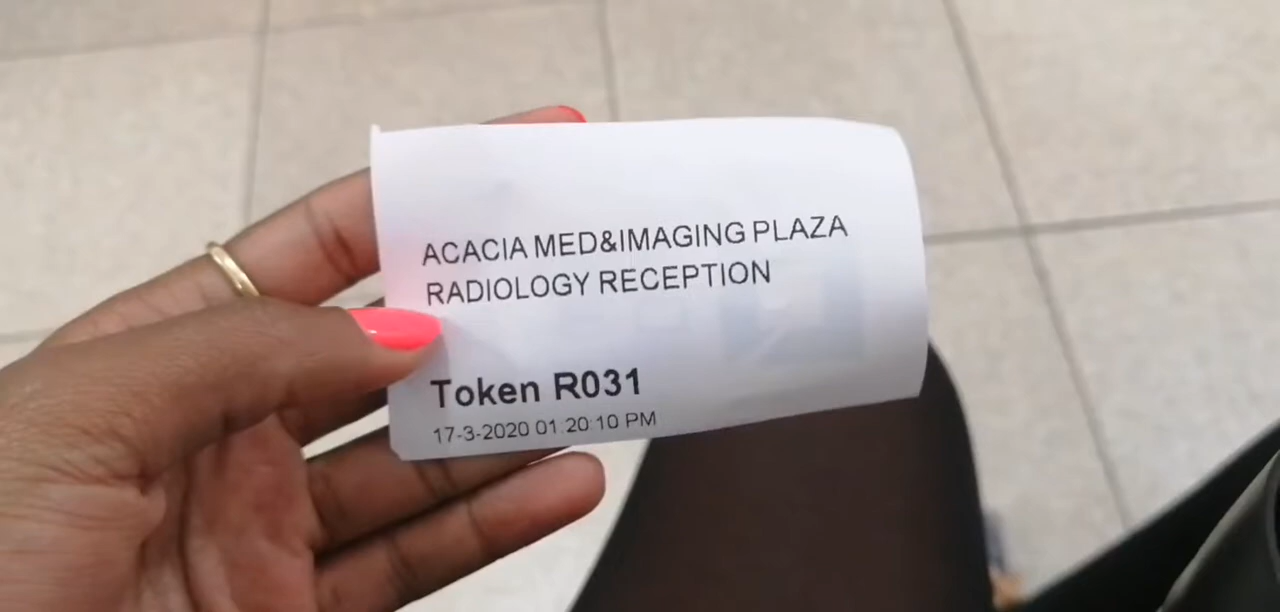 ACACIA MED&IMAGING PLAZA
RADIOLOGY RECEPTION
Token R031
17-3-2020 01:20:10 PM